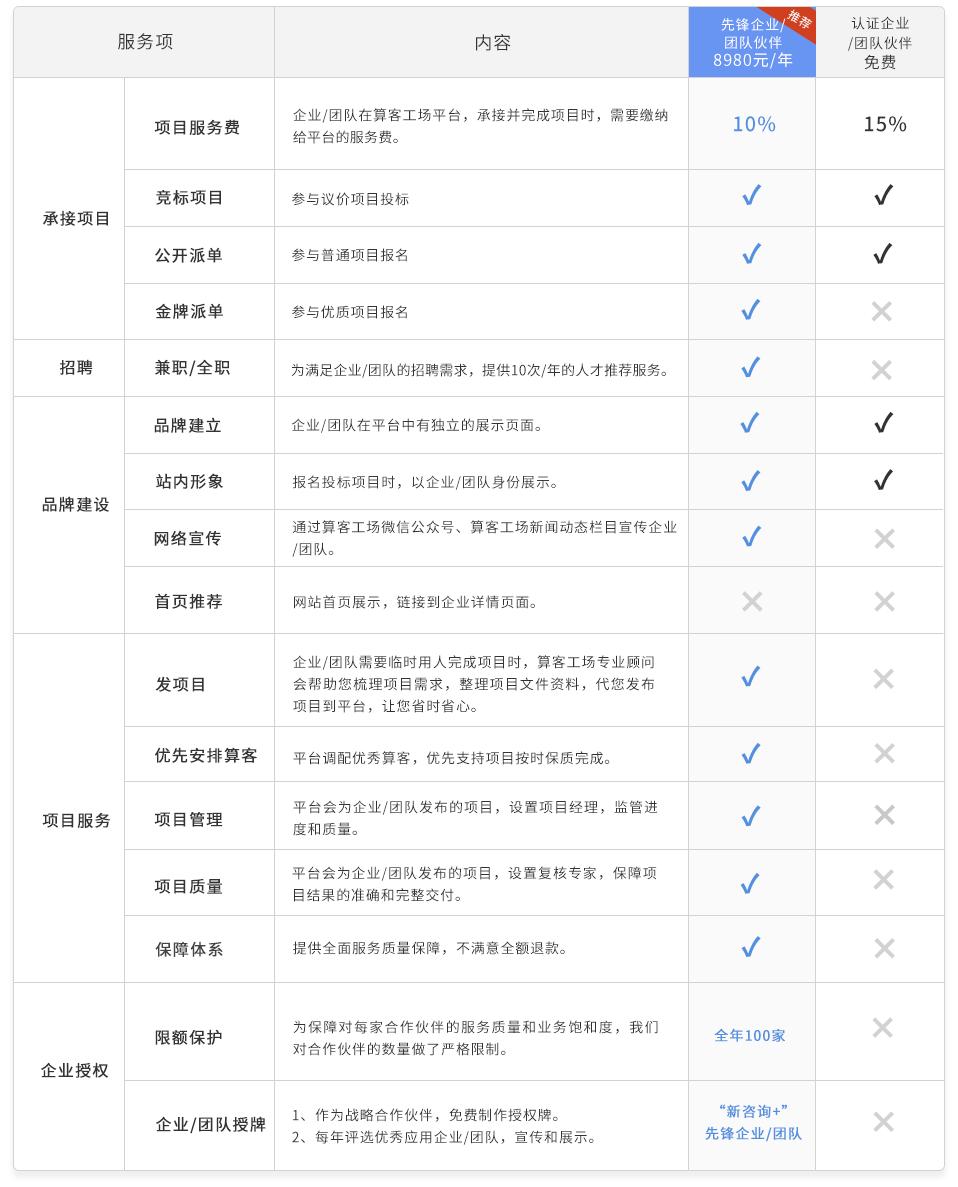 服务项
内容
先锋企业/
团队伙伴
8980元/年
推荐
认证企业
/团队伙伴
免费
承接项目
项目服务费
企业/团队在算客工场平台，承接并完成项目时，需要缴纳
给平台的服务费。
10%
15%
竞标项目
参与议价项目投标
公开派单
参与普通项目报名
金牌派单
参与优质项目报名
招聘
兼职/全职
为满足企业/团队的招聘需求，提供10次/年的人才推荐服务。
品牌建设
品牌建立
企业/团队在平台中有独立的展示页面。
站内形象
报名投标项目时，以企业/团队身份展示。
网络宣传
通过算客工场微信公众号、算客工场新闻动态栏目宣传企业
/团队。
首页推荐
网站首页展示，链接到企业详情页面。
项目服务
发项目
企业/团队需要临时用人完成项目时，算客工场专业顾问
会帮助您梳理项目需求，整理项目文件资料，代您发布
项目到平台，让您省时省心。
优先安排算客
平台调配优秀算客，优先支持项目按时保质完成。
项目管理
平台会为企业/团队发布的项目，设置项目经理，监管进
度和质量。
项目质量
平台会为企业/团队发布的项目，设置复核专家，保障项
目结果的准确和完整交付。
保障体系
提供全面服务质量保障，不满意全额退款。
企业授权
限额保护
为保障对每家合作伙伴的服务质量和业务饱和度，我们
对合作伙伴的数量做了严格限制。
全年100家
企业/团队授牌
1、作为战略合作伙伴，免费制作授权牌。
2、每年评选优秀应用企业/团队，宣传和展示。
“新咨询+”
先锋企业/团队